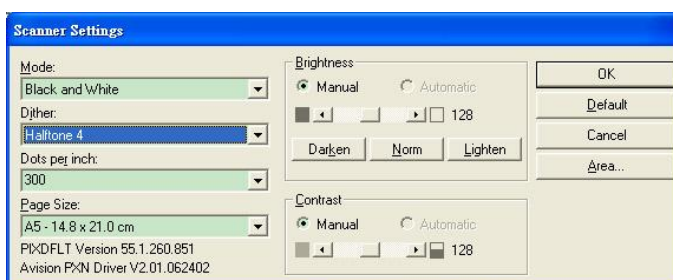 Scanner Settings
Mode:
Black and White
Dither:
Halftone 4
Dots per inch:
300
Page Size:
A5 - 14.8 x 21.0 cm
PIXDFLT Version 55.1.260.851
Avision PXN Driver V2.01.062402
Brightness
Manual Automatic
128
Darken Norm Lighten
Contrast
Manual Automatic
128
OK
Default
Cancel
Area...